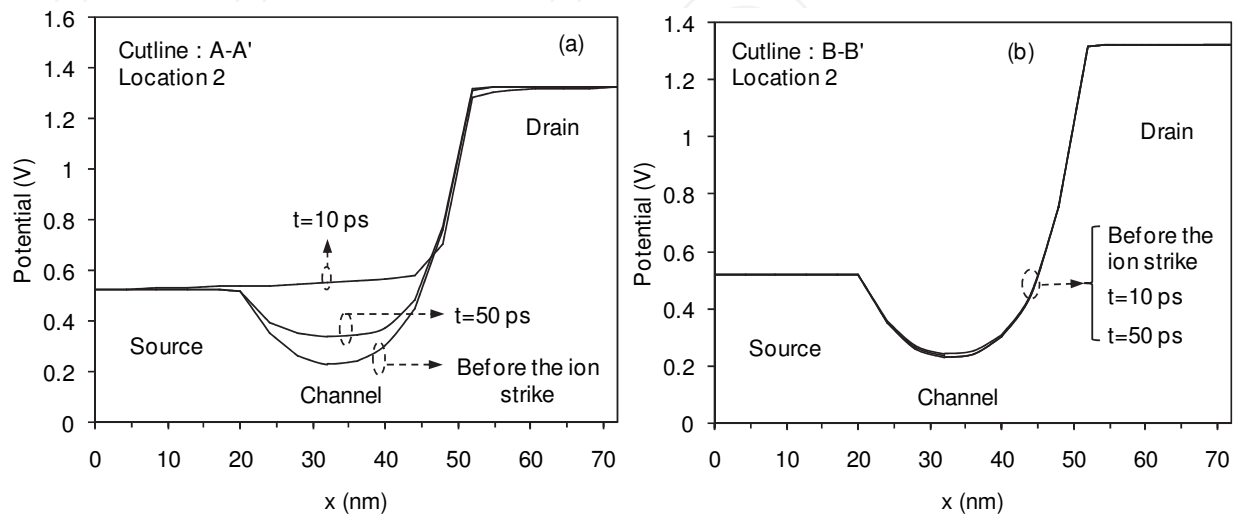 1.6
1.4
1.2
1
0.8
0.6
0.4
0.2
0
Potential (V)
Cutline : A-A'
Location 2
(a)
Drain
t=10 ps
t=50 ps
Source
Before the ion
strike
Channel
0 10 20 30 40 50 60 70
x (nm)
1.4
1.2
1
0.8
0.6
0.4
0.2
0
Potential (V)
Cutline : B-B'
Location 2
(b)
Drain
Before the
ion strike
t=10 ps
t=50 ps
Source
Channel
0 10 20 30 40 50 60 70
x (nm)